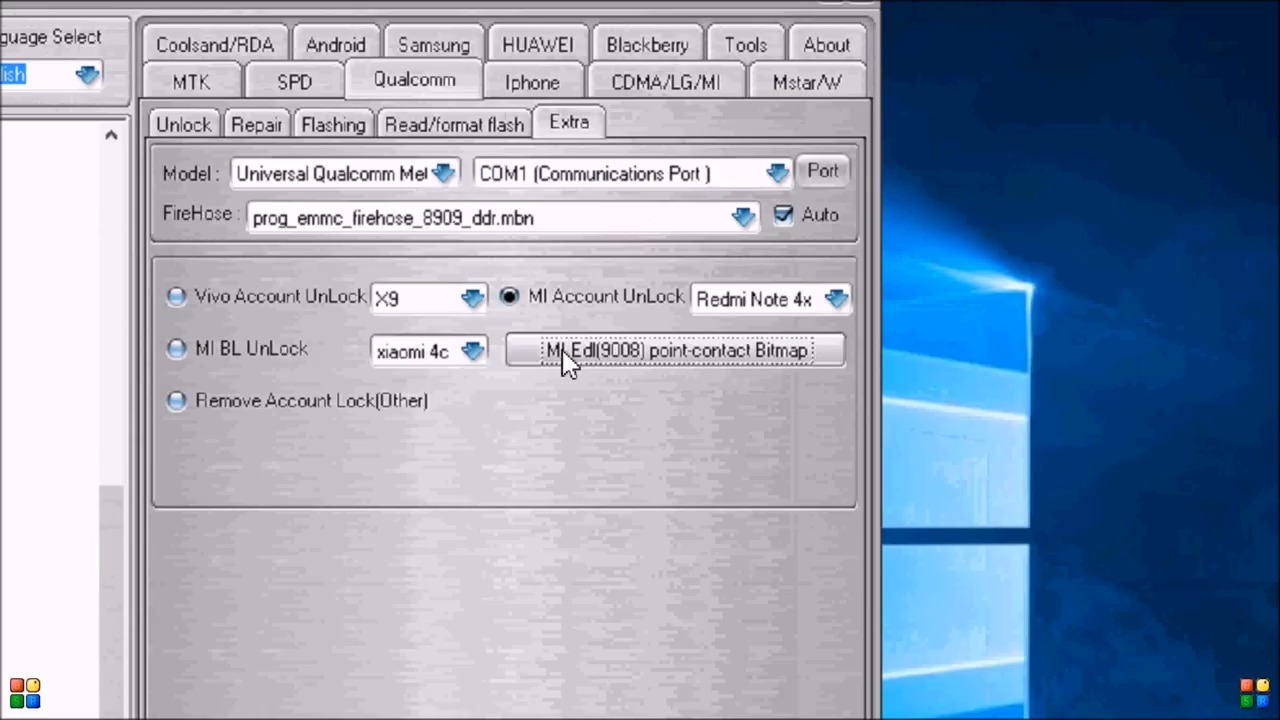 guage Select
lish
Coolsand/RDA Android Samsung HUAWEI Blackberry Tools About
MTK SPD Qualcomm Iphone CDMA/LG/MI Mstar/W
Unlock Repair Flashing Read/format flash Extra
Model : Universal Qualcomm Met COM1 (Communications Port ) Port
FireHose : prog_emmc_firehose_8909_ddr.mbn Auto
Vivo Account UnLock X9 MI Account UnLock Redmi Note 4x
MI BL UnLock xiaomi 4c MI Edl(9008) point-contact Bitmap
Remove Account Lock(Other)